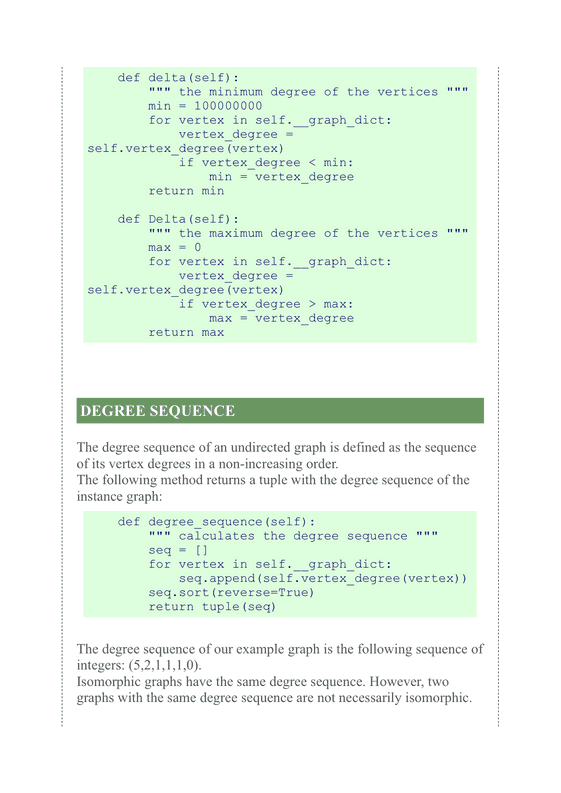 def delta(self):
        """ the minimum degree of the vertices """
        min = 100000000
        for vertex in self.__graph_dict:
            vertex_degree =
self.vertex_degree(vertex)
            if vertex_degree < min:
                min = vertex_degree
        return min

    def Delta(self):
        """ the maximum degree of the vertices """
        max = 0
        for vertex in self.__graph_dict:
            vertex_degree =
self.vertex_degree(vertex)
            if vertex_degree > max:
                max = vertex_degree
        return max

DEGREE SEQUENCE
The degree sequence of an undirected graph is defined as the sequence
of its vertex degrees in a non-increasing order.
The following method returns a tuple with the degree sequence of the
instance graph:
    def degree_sequence(self):
        """ calculates the degree sequence """
        seq = []
        for vertex in self.__graph_dict:
            seq.append(self.vertex_degree(vertex))
        seq.sort(reverse=True)
        return tuple(seq)

The degree sequence of our example graph is the following sequence of
integers: (5,2,1,1,1,0).
Isomorphic graphs have the same degree sequence. However, two
graphs with the same degree sequence are not necessarily isomorphic.